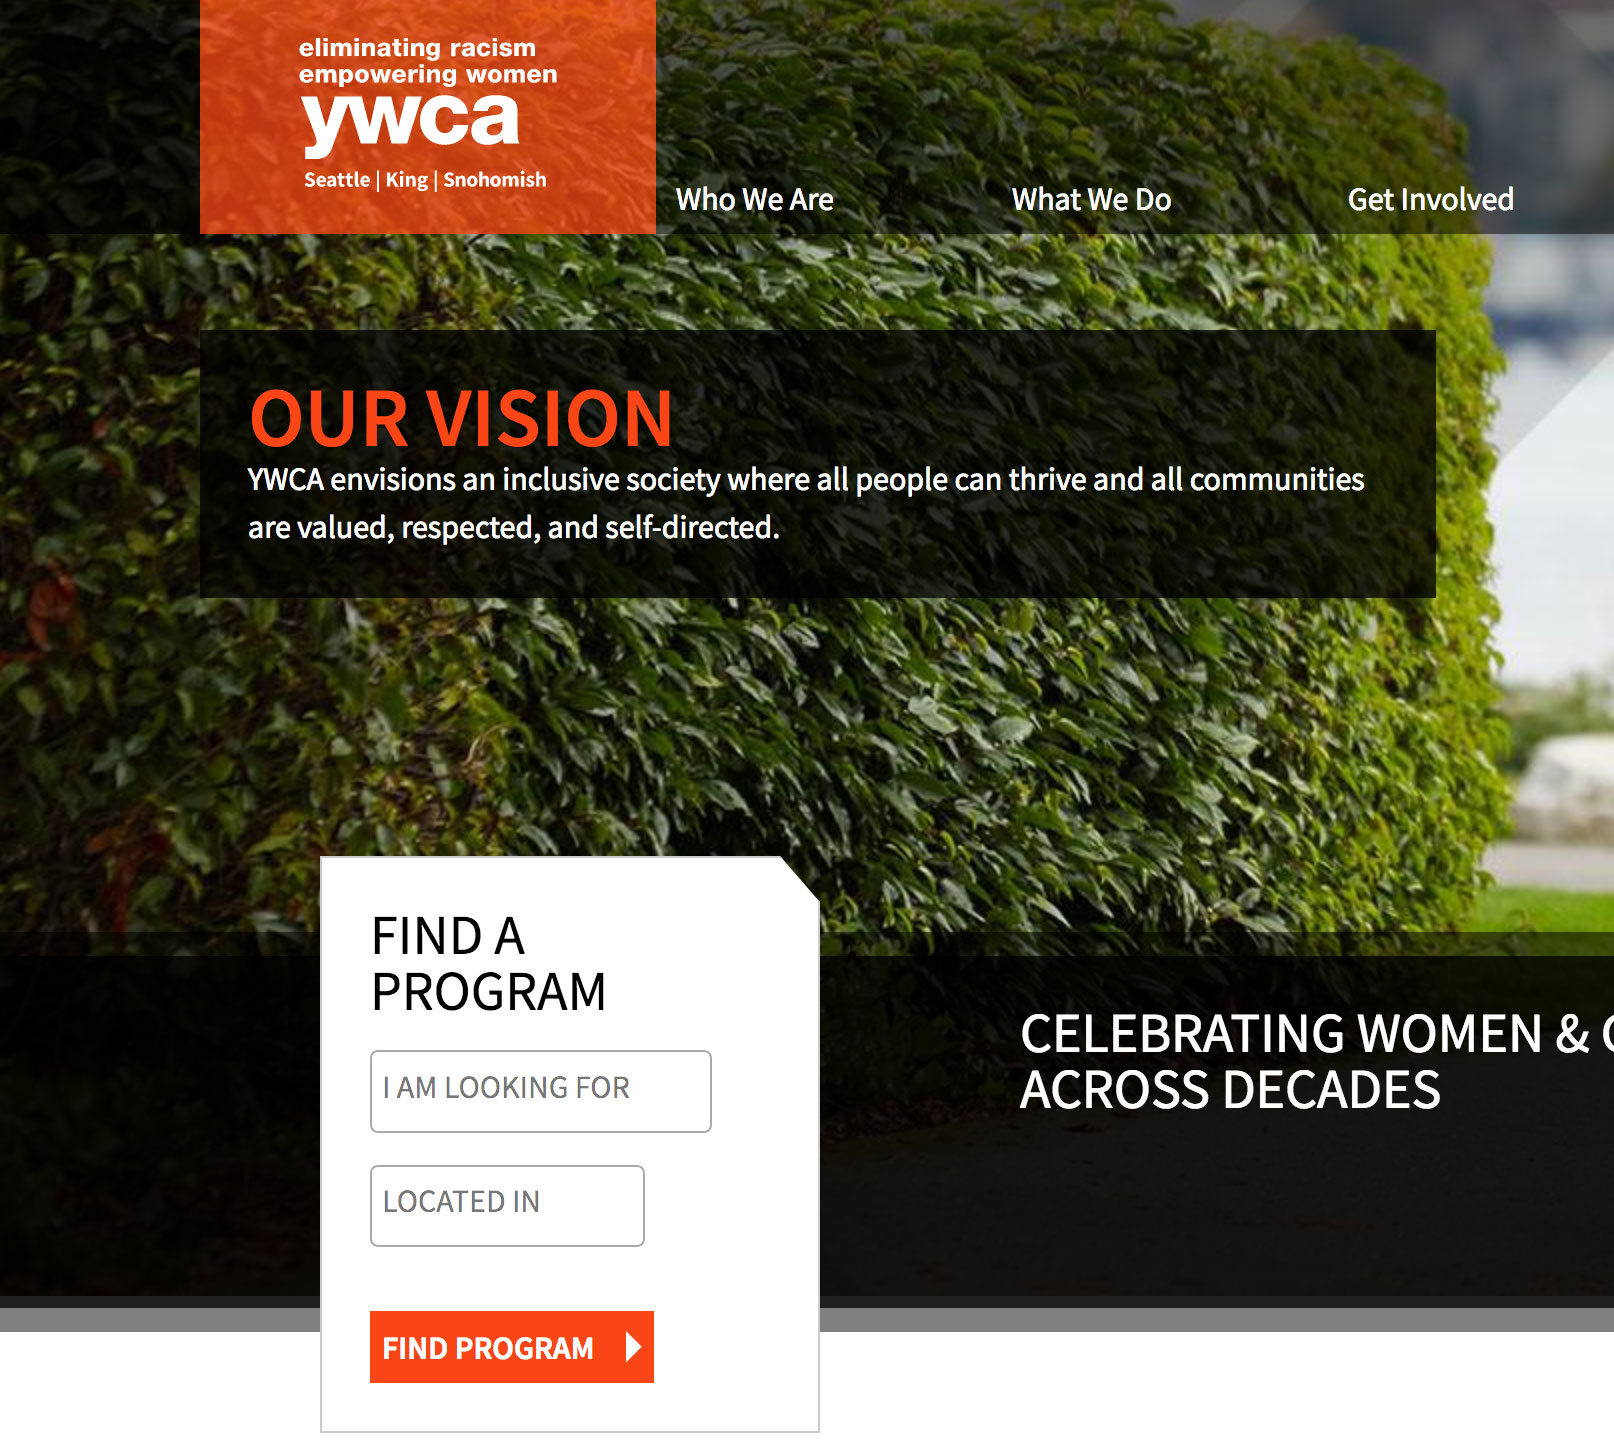 eliminating racism
empowering women
ywca
Seattle | King | Snohomish
Who We Are
What We Do
Get Involved
OUR VISION
YWCA envisions an inclusive society where all people can thrive and all communities
are valued, respected, and self-directed.
FIND A
PROGRAM
I AM LOOKING FOR
LOCATED IN
FIND PROGRAM
CELEBRATING WOMEN &
ACROSS DECADES